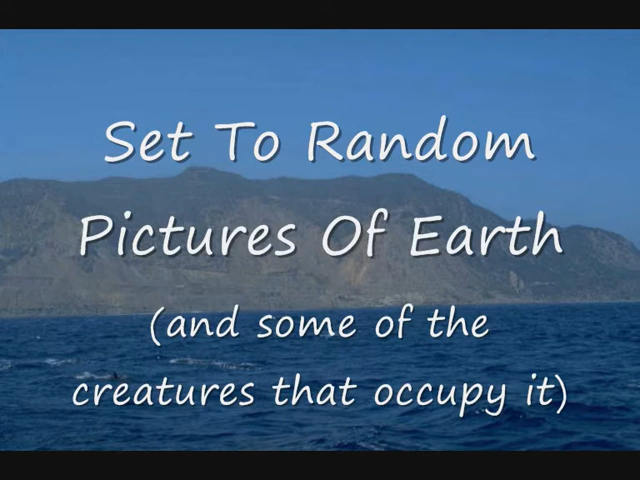 Set To Random
Pictures Of Earth
(and some of the
creatures that occupy it)